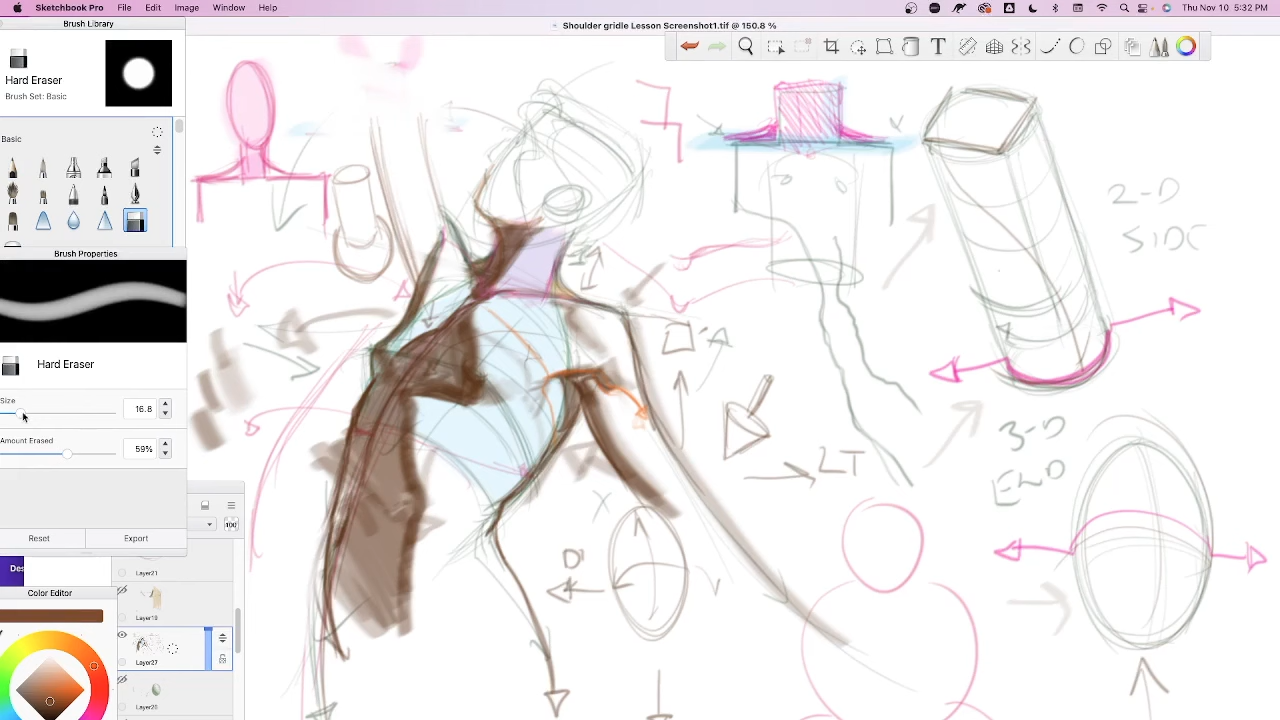 Sketchbook Pro File Edit Image Window Help Thu Nov 10 5:32 PM
Brush Library
Shoulder gridle Lesson Screenshot1.tif @ 150.8 %
Hard Eraser
Brush Set: Basic
Basic
Brush Properties
Hard Eraser
Size
16.8
Amount Erased
59%
Reset Export
100
Des
Layer21
Color Editor
Layer19
Layer27
2-D
SIDE
3-D
END
LT